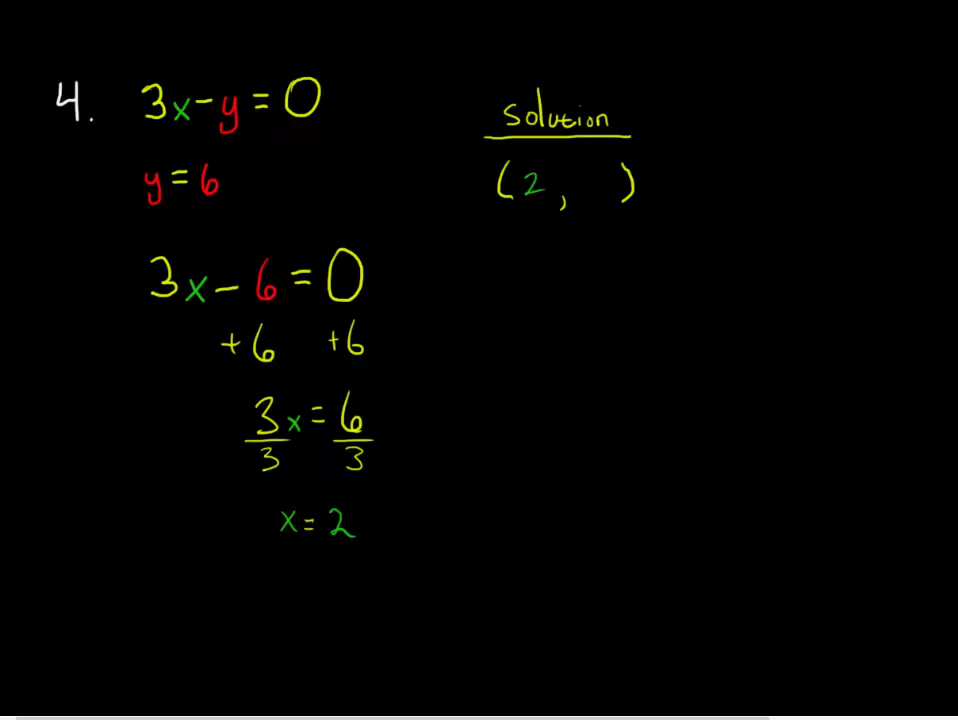 4. 3x - y = 0
y = 6
solution
(2, )
3x - 6 = 0
+6 +6
3x = 6
3 3
x = 2